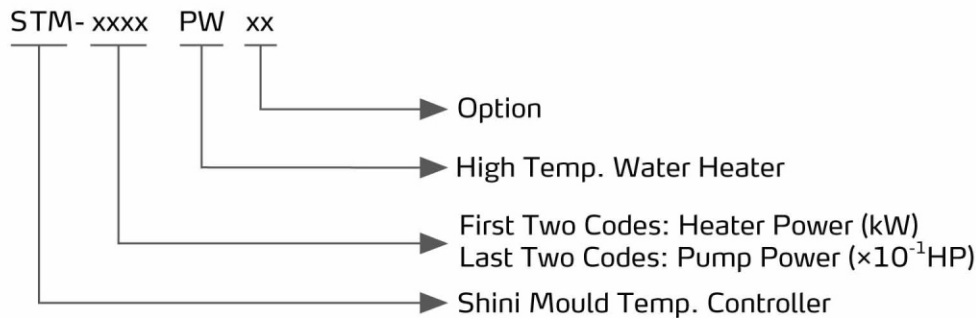 STM- xxxx PW xx
Option
High Temp. Water Heater
First Two Codes: Heater Power (kW)
Last Two Codes: Pump Power (×10⁻¹HP)
Shini Mould Temp. Controller